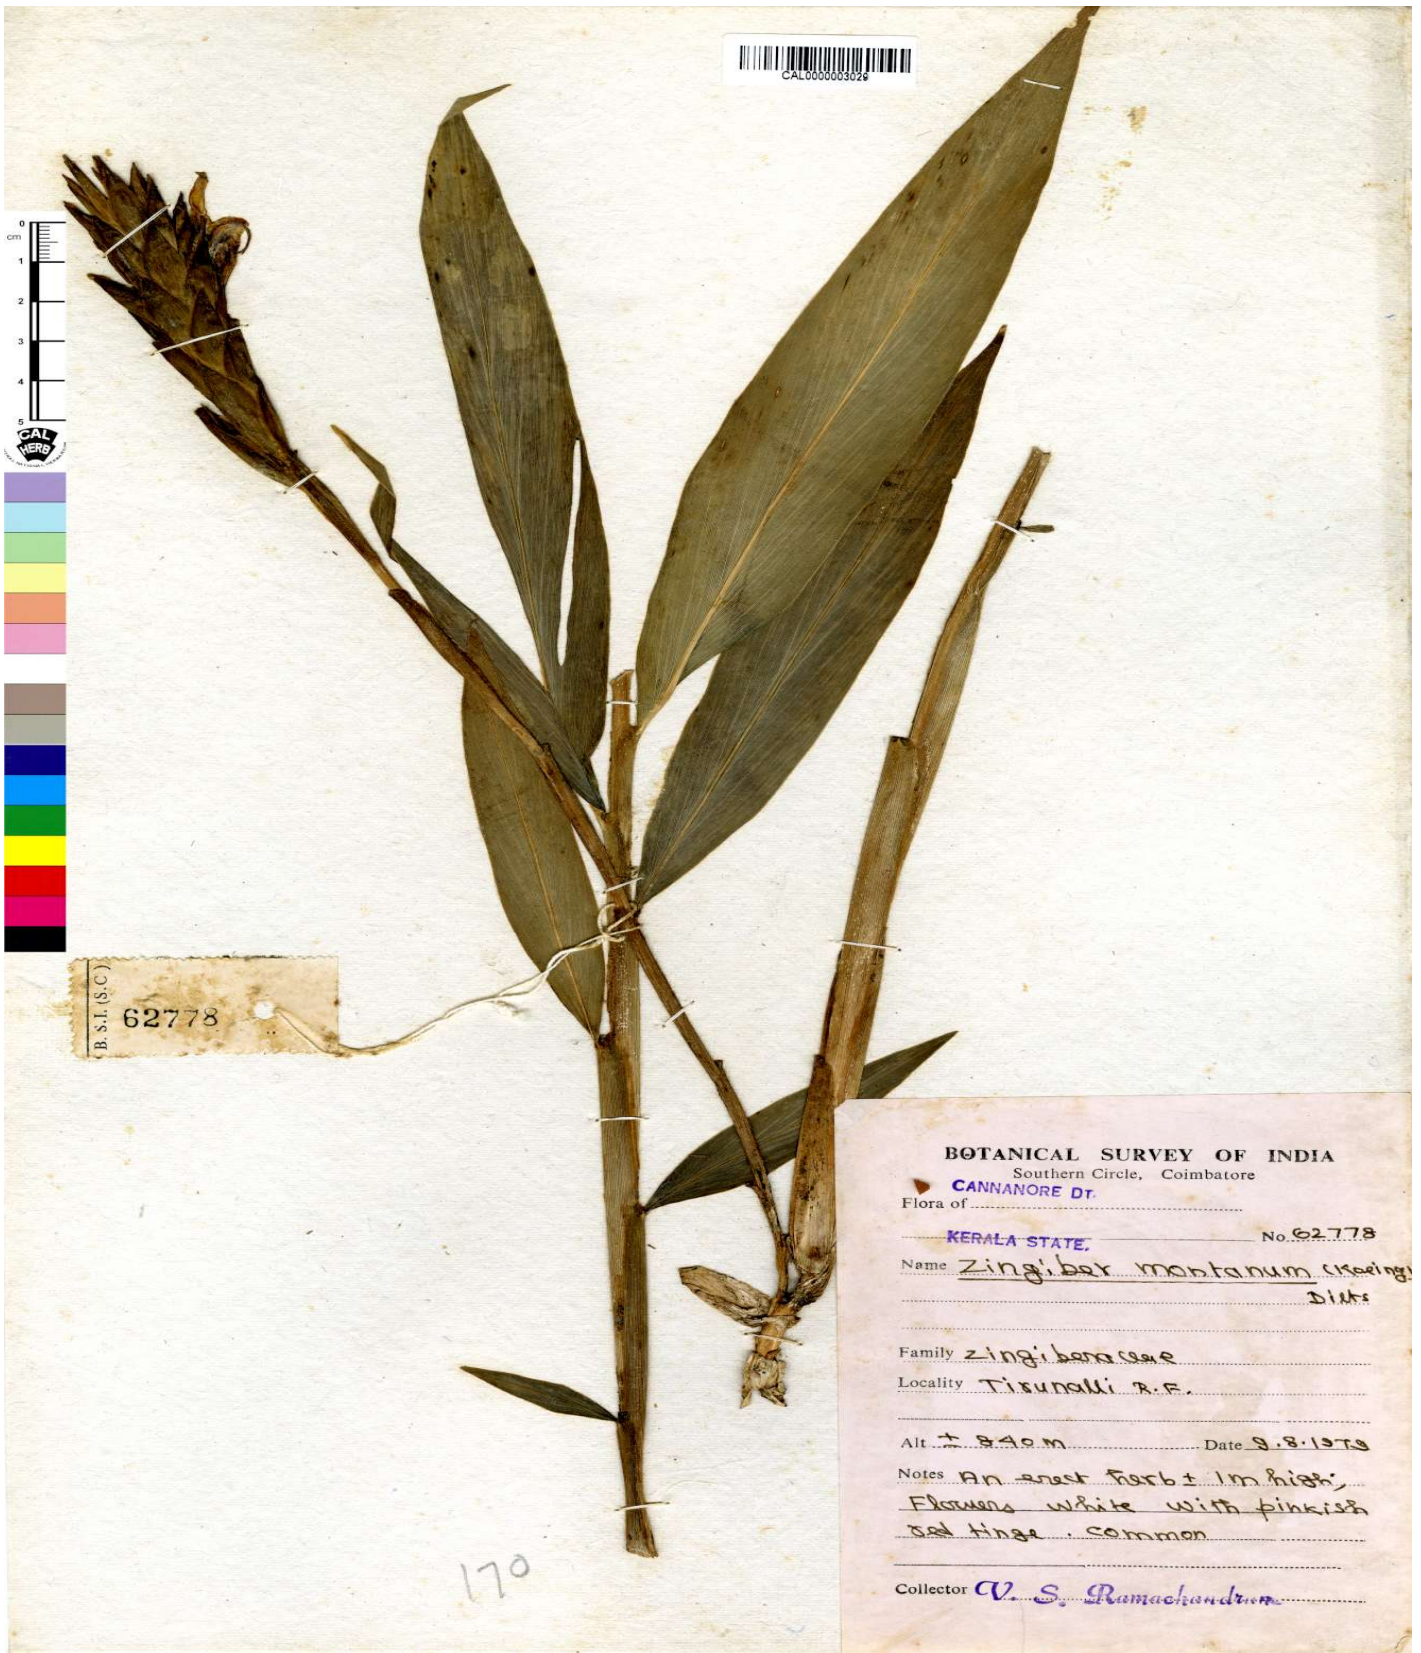 CAL0000003029
0
cm
1
2
3
4
5
CAL
HERB
B. S.I. (S.C)
62778
BOTANICAL SURVEY OF INDIA
Southern Circle, Coimbatore
CANNANORE DT.
Flora of
KERALA STATE.
No 62778
Name Zingiber montanum (Koenig)
Family Zingiberaceae
Locality Tirunalli R.F.
Alt ± 840 m Date 9.8.1979
Notes An erect herb ± 1m high;
Flowers white with pinkish
red tinge. Common
Collector V. S. Ramachandran
170